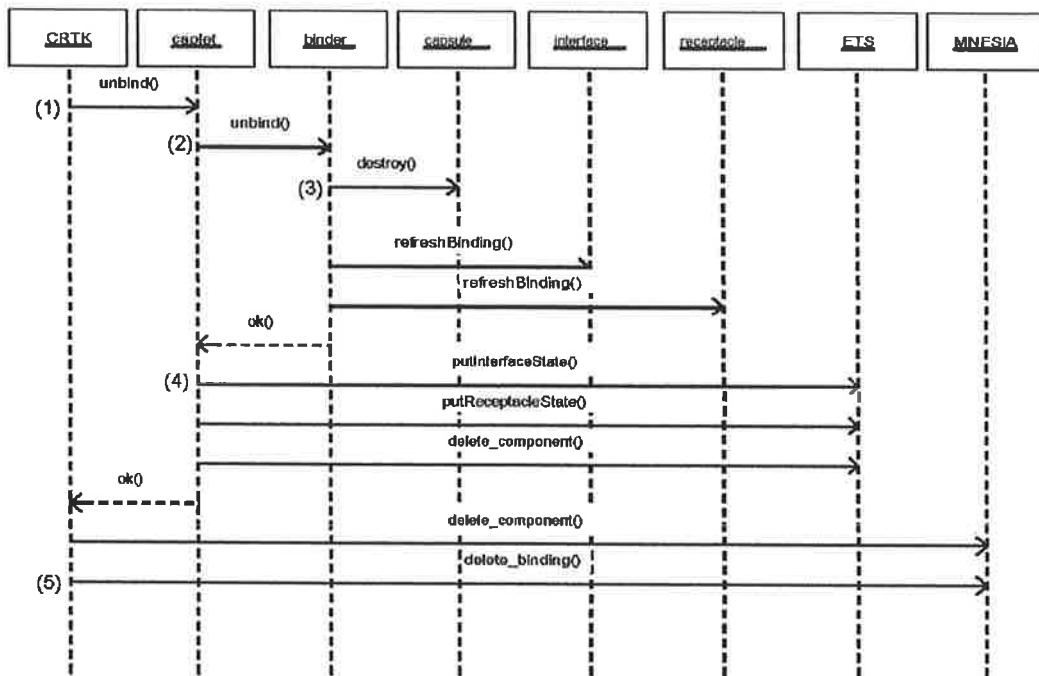 CRTK caplet binder capsule interface receptacle ETS MNESIA
unbind()
(1)
unbind()
(2)
destroy()
(3)
refreshBinding()
refreshBinding()
ok()
putInterfaceState()
(4)
putReceptacleState()
delete_component()
ok()
delete_component()
delete_binding()
(5)